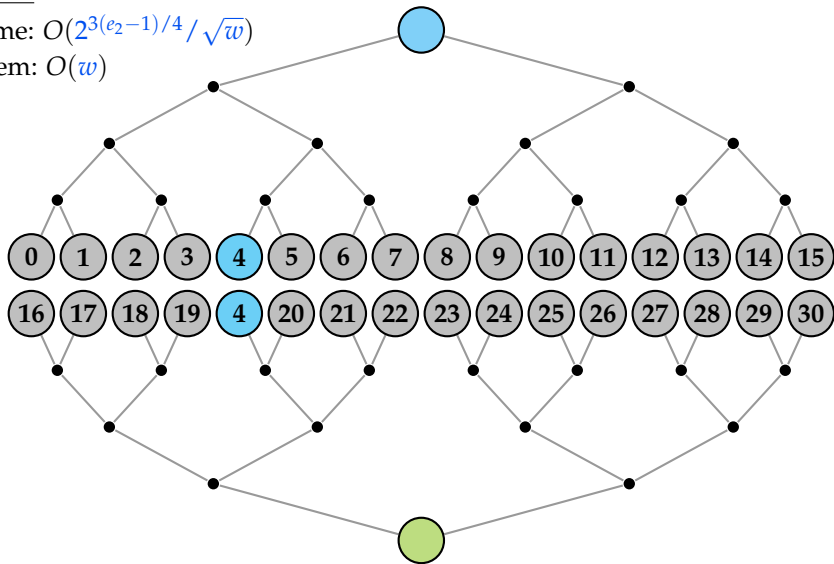 me: O(2^{3(e_2−1)/4}/√w)
em: O(w)
0 1 2 3 4 5 6 7 8 9 10 11 12 13 14 15
16 17 18 19 4 20 21 22 23 24 25 26 27 28 29 30